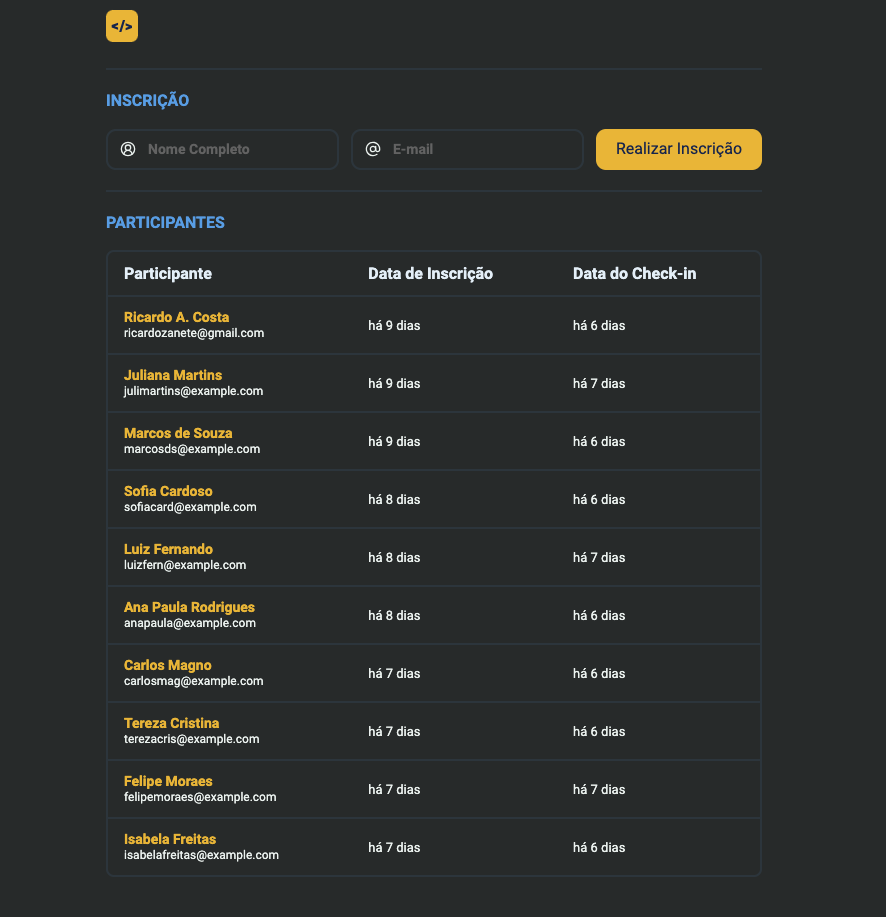 </>
INSCRIÇÃO
Nome Completo
E-mail
Realizar Inscrição
PARTICIPANTES
Participante Data de Inscrição Data do Check-in
Ricardo A. Costa
ricardozanete@gmail.com
há 9 dias há 6 dias
Juliana Martins
julimartins@example.com
há 9 dias há 7 dias
Marcos de Souza
marcosds@example.com
há 9 dias há 6 dias
Sofia Cardoso
sofiacard@example.com
há 8 dias há 6 dias
Luiz Fernando
luizfern@example.com
há 8 dias há 7 dias
Ana Paula Rodrigues
anapaula@example.com
há 8 dias há 6 dias
Carlos Magno
carlosmag@example.com
há 7 dias há 6 dias
Tereza Cristina
terezacris@example.com
há 7 dias há 6 dias
Felipe Moraes
felipemoraes@example.com
há 7 dias há 7 dias
Isabela Freitas
isabelafreitas@example.com
há 7 dias há 6 dias